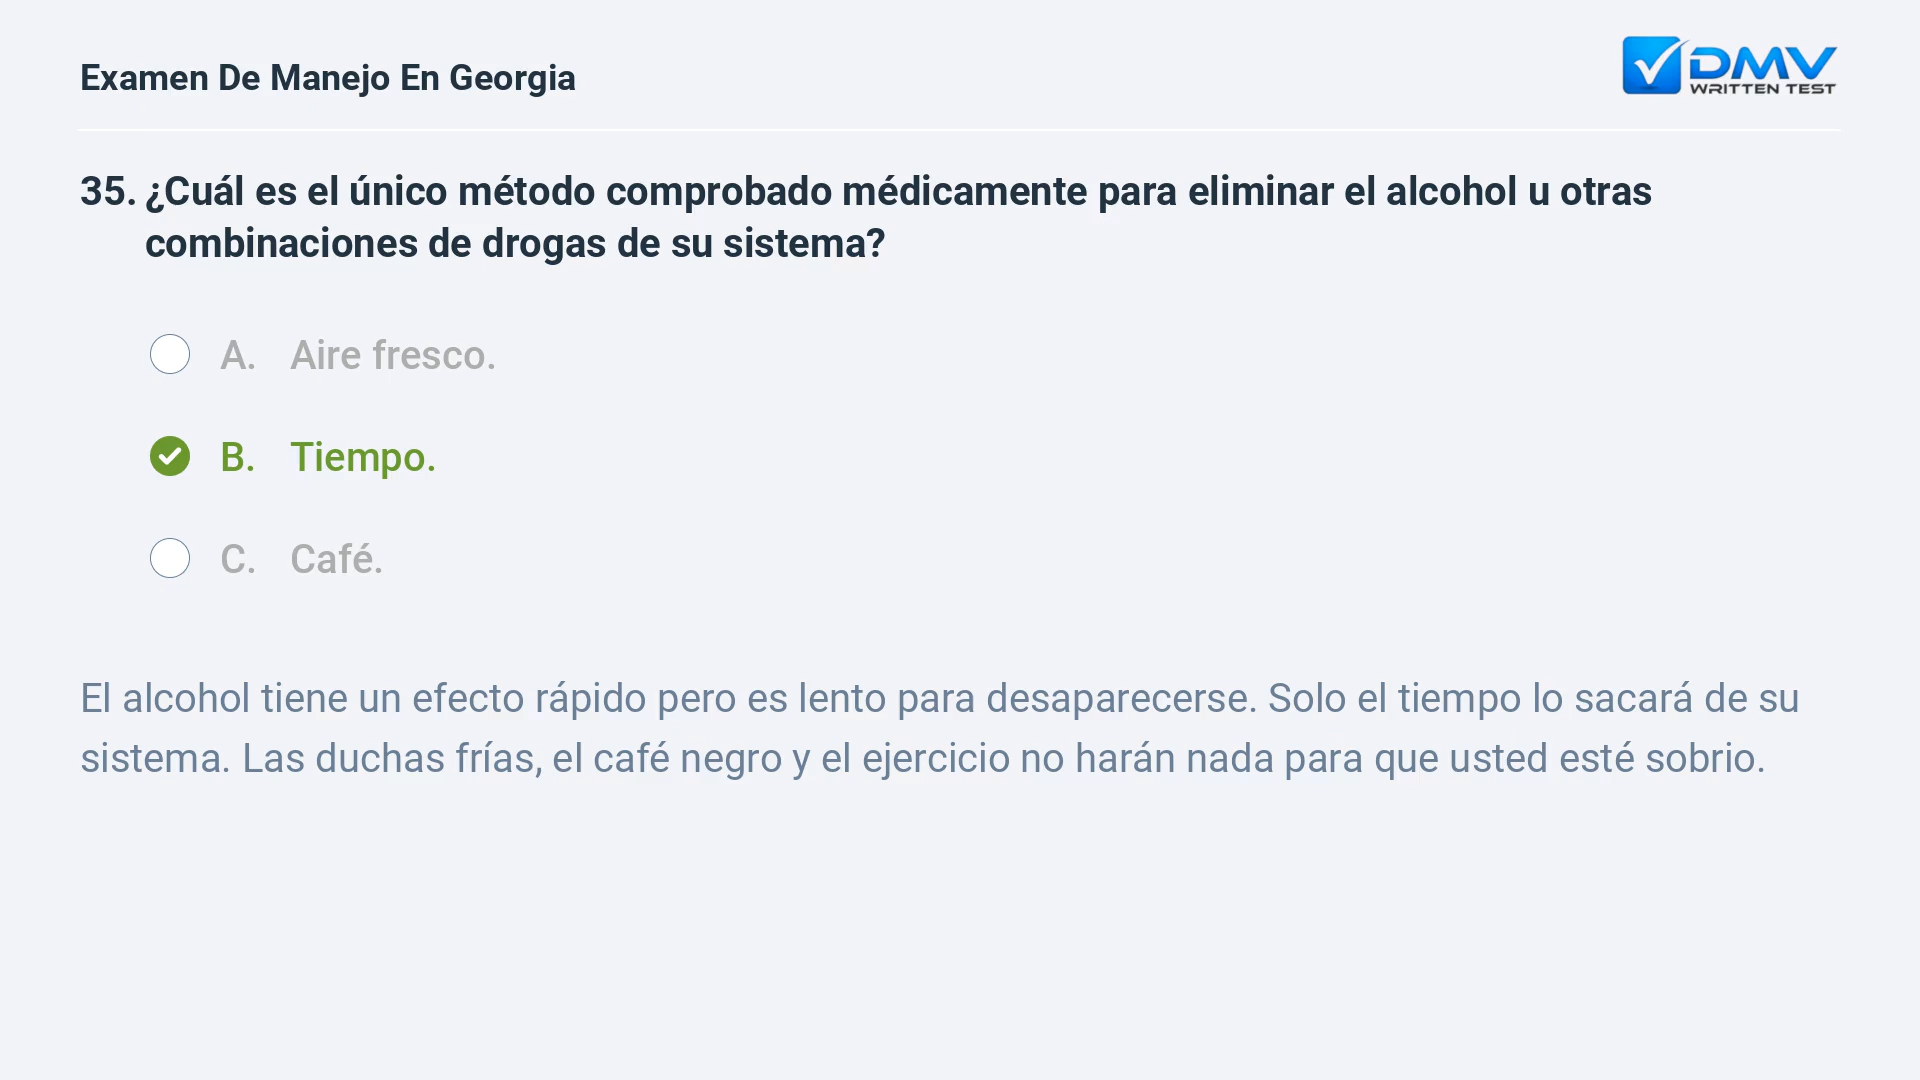 Examen De Manejo En Georgia
DMV
WRITTEN TEST
35. ¿Cuál es el único método comprobado médicamente para eliminar el alcohol u otras
combinaciones de drogas de su sistema?
A. Aire fresco.
B. Tiempo.
C. Café.
El alcohol tiene un efecto rápido pero es lento para desaparecerse. Solo el tiempo lo sacará de su
sistema. Las duchas frías, el café negro y el ejercicio no harán nada para que usted esté sobrio.